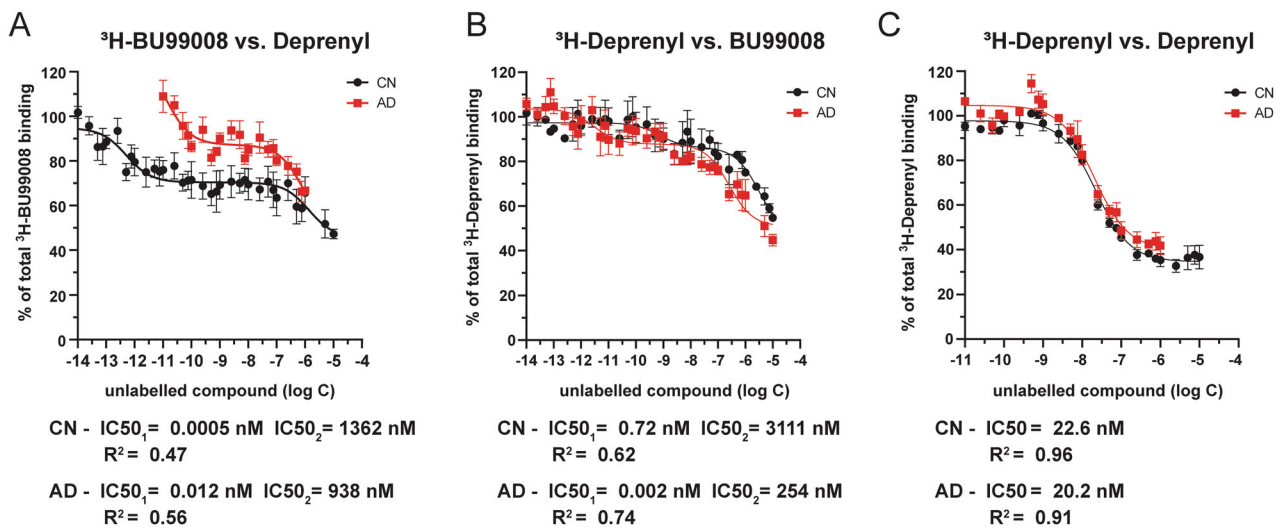 A
³H-BU99008 vs. Deprenyl
% of total ³H-BU99008 binding
120
100
80
60
40
20
0
-14 -13 -12 -11 -10 -9 -8 -7 -6 -5 -4
unlabelled compound (log C)
CN
AD
CN - IC50₁= 0.0005 nM IC50₂= 1362 nM
R² = 0.47
AD - IC50₁= 0.012 nM IC50₂= 938 nM
R² = 0.56
B
³H-Deprenyl vs. BU99008
% of total ³H-Deprenyl binding
120
100
80
60
40
20
0
-14 -13 -12 -11 -10 -9 -8 -7 -6 -5 -4
unlabelled compound (log C)
CN
AD
CN - IC50₁= 0.72 nM IC50₂= 3111 nM
R² = 0.62
AD - IC50₁= 0.002 nM IC50₂= 254 nM
R² = 0.74
C
³H-Deprenyl vs. Deprenyl
% of total ³H-Deprenyl binding
120
100
80
60
40
20
0
-11 -10 -9 -8 -7 -6 -5 -4
unlabelled compound (log C)
CN
AD
CN - IC50= 22.6 nM
R² = 0.96
AD - IC50= 20.2 nM
R² = 0.91